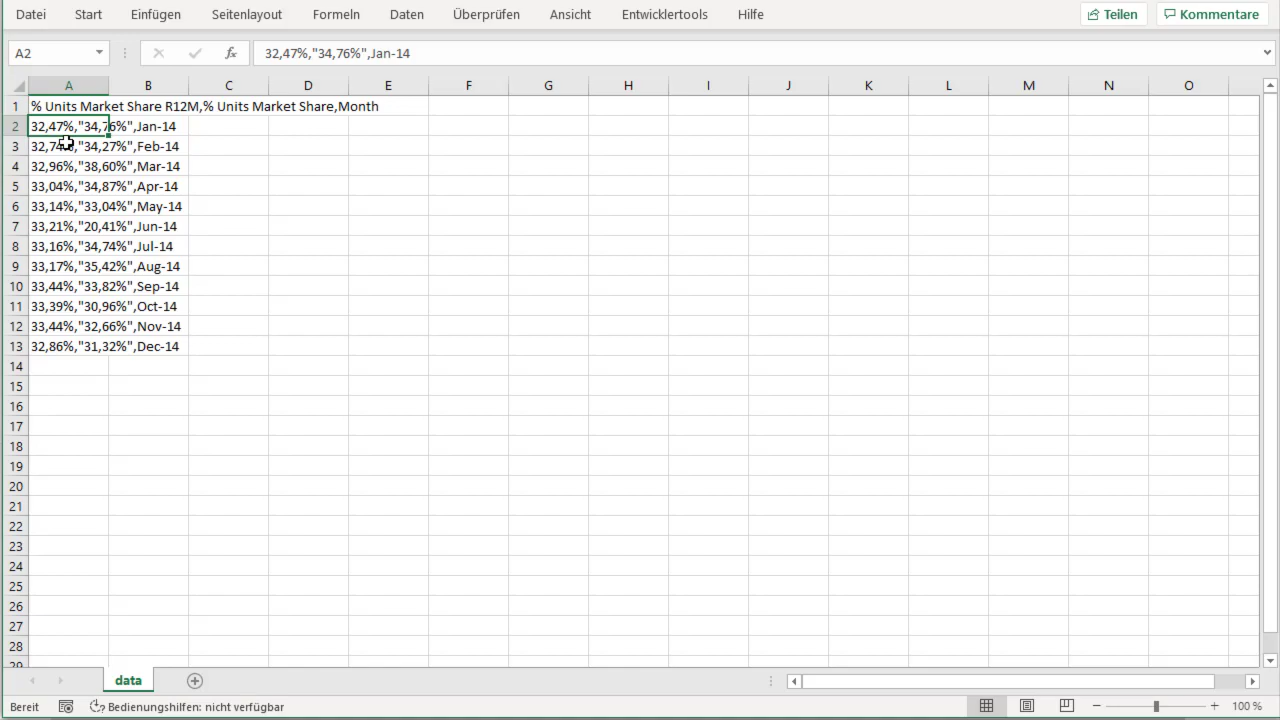 Datei Start Einfügen Seitenlayout Formeln Daten Überprüfen Ansicht Entwicklertools Hilfe Teilen Kommentare
A2 fx 32,47%,"34,76%",Jan-14
A B C D E F G H I J K L M N O
1 % Units Market Share R12M,% Units Market Share,Month
2 32,47%,"34,76%",Jan-14
3 32,74%,"34,27%",Feb-14
4 32,96%,"38,60%",Mar-14
5 33,04%,"34,87%",Apr-14
6 33,14%,"33,04%",May-14
7 33,21%,"20,41%",Jun-14
8 33,16%,"34,74%",Jul-14
9 33,17%,"35,42%",Aug-14
10 33,44%,"33,82%",Sep-14
11 33,39%,"30,96%",Oct-14
12 33,44%,"32,66%",Nov-14
13 32,86%,"31,32%",Dec-14
14
15
16
17
18
19
20
21
22
23
24
25
26
27
28
29
data
Bereit Bedienungshilfen: nicht verfügbar 100 %